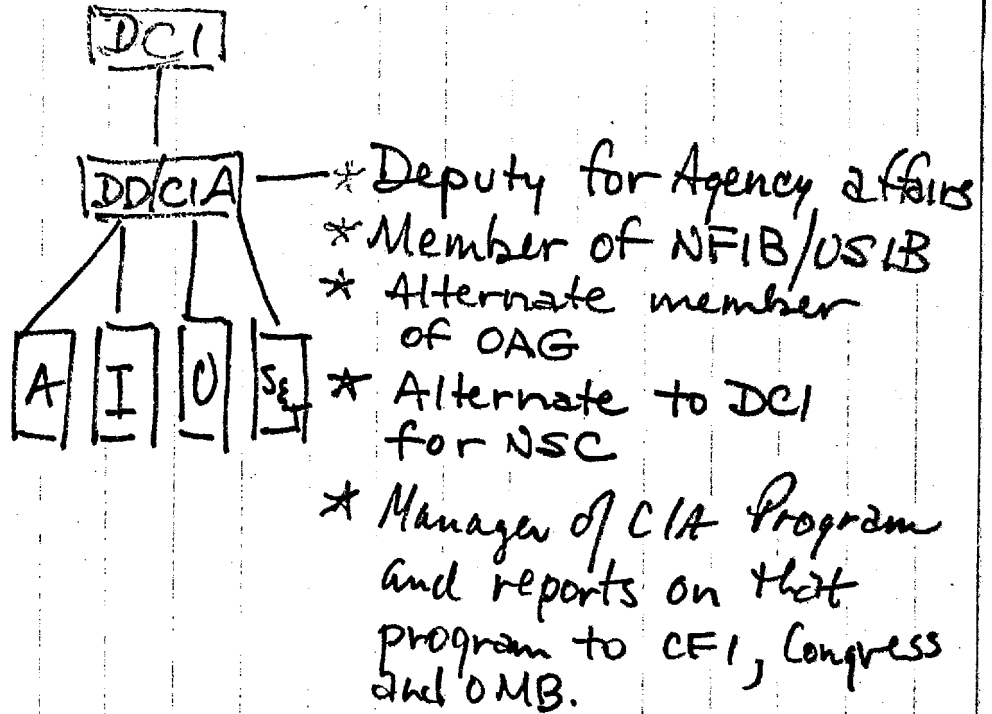 DCI
DD/CIA
* Deputy for Agency affairs
* Member of NFIB/USIB
* Alternate member
of OAG
A
I
O
S&T
* Alternate to DCI
for NSC
* Manager of CIA Program
and reports on that
program to CFI, Congress
and OMB.